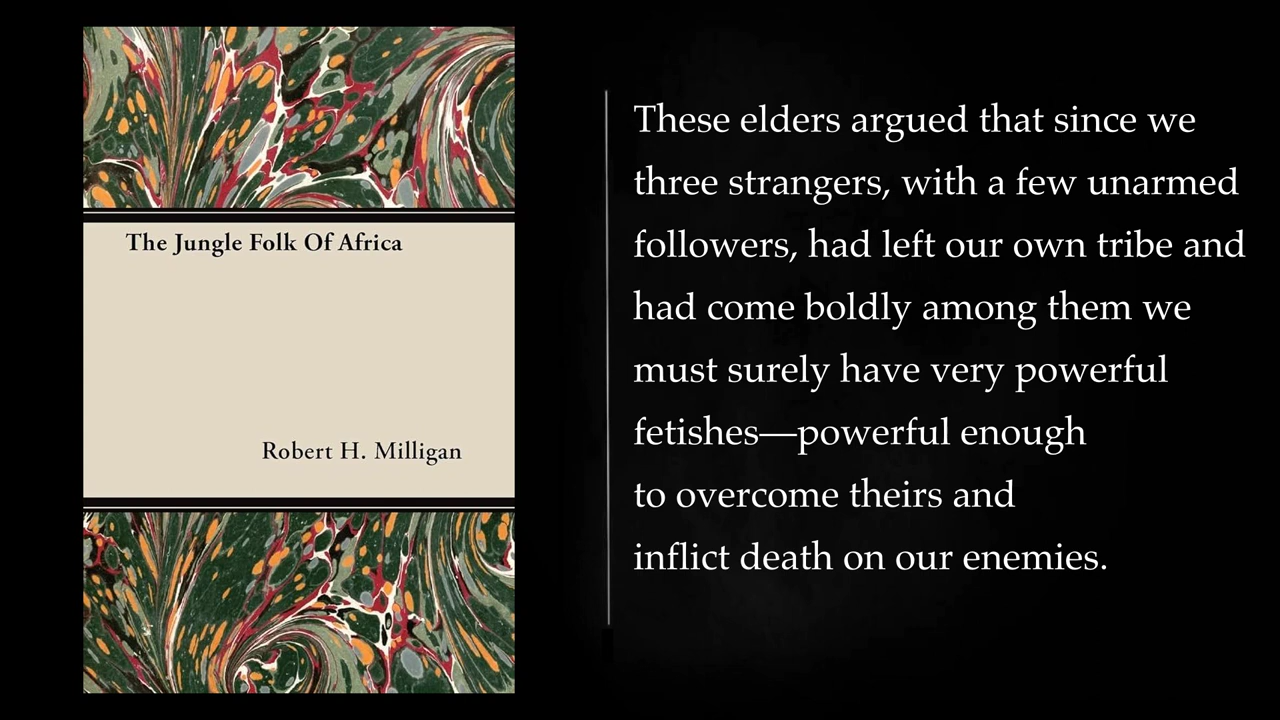 The Jungle Folk Of Africa
Robert H. Milligan
These elders argued that since we
three strangers, with a few unarmed
followers, had left our own tribe and
had come boldly among them we
must surely have very powerful
fetishes—powerful enough
to overcome theirs and
inflict death on our enemies.